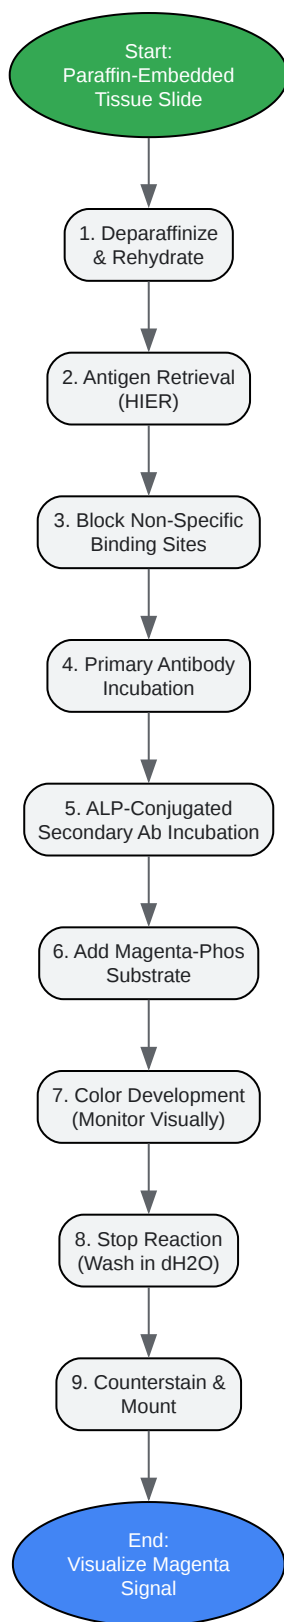 Start:
Paraffin-Embedded
Tissue Slide
1. Deparaffinize
& Rehydrate
2. Antigen Retrieval
(HIER)
3. Block Non-Specific
Binding Sites
4. Primary Antibody
Incubation
5. ALP-Conjugated
Secondary Ab Incubation
6. Add Magenta-Phos
Substrate
7. Color Development
(Monitor Visually)
8. Stop Reaction
(Wash in dH2O)
9. Counterstain &
Mount
End:
Visualize Magenta
Signal